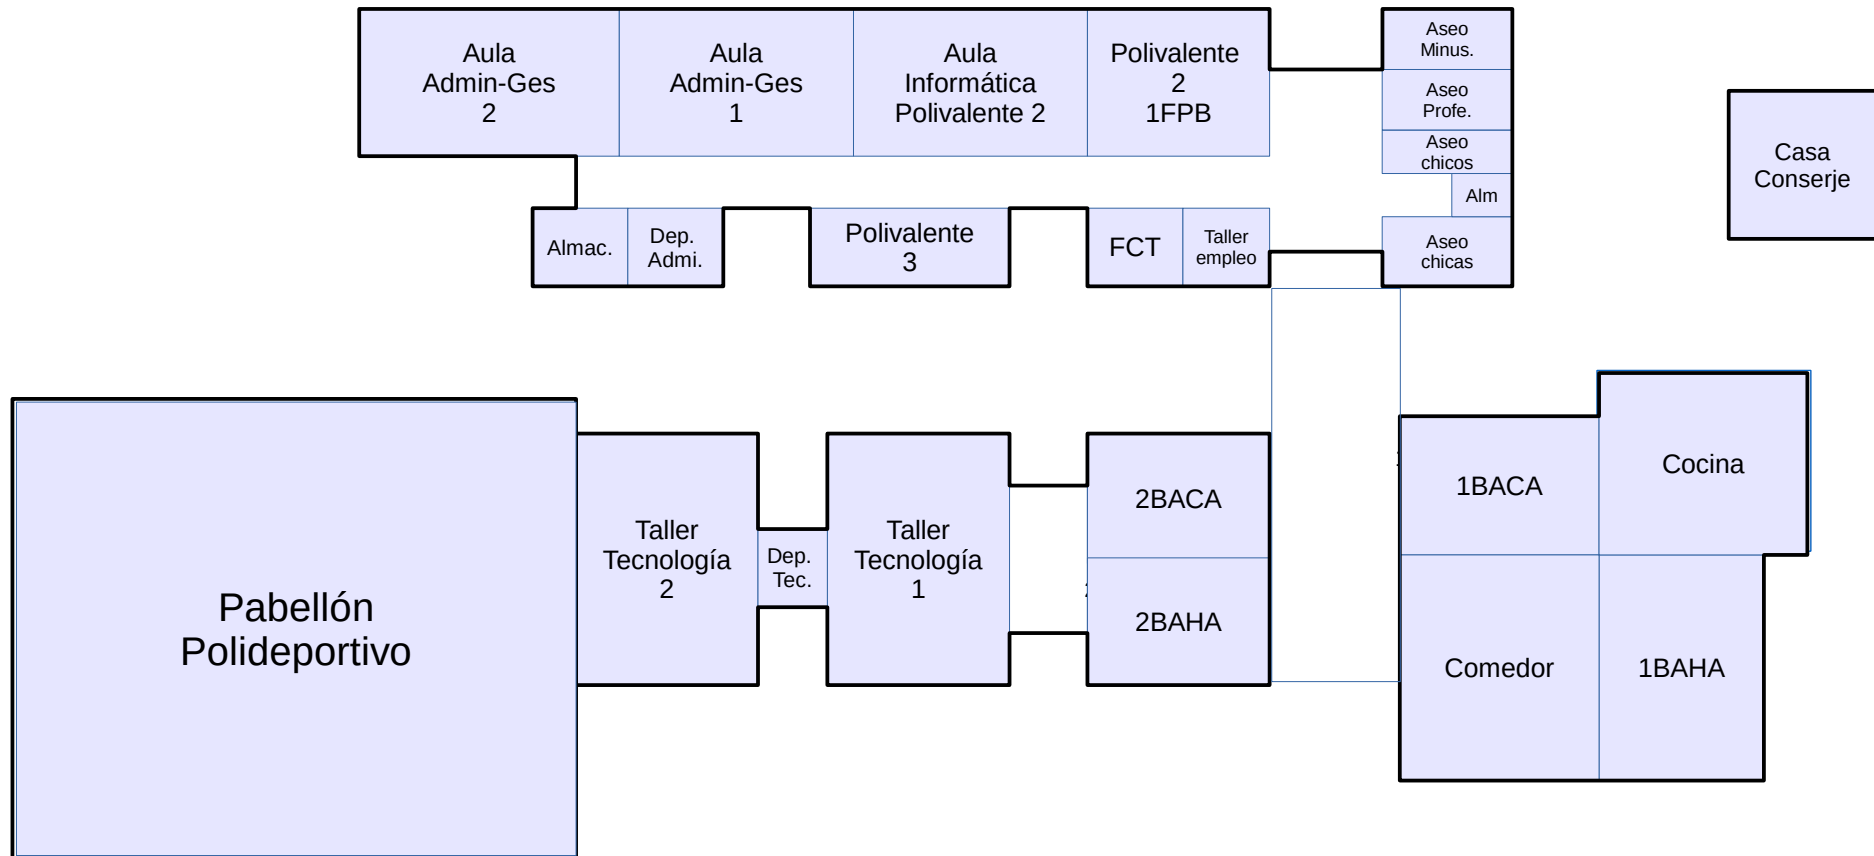 Aula
Admin-Ges
2
Aula
Admin-Ges
1
Aula
Informática
Polivalente 2
Polivalente
2
1FPB
Aseo
Minus.
Aseo
Profe.
Aseo
chicos
Alm
Aseo
chicas
Casa
Conserje
Almac.
Dep.
Admi.
Polivalente
3
FCT
Taller
empleo
Pabellón
Polideportivo
Taller
Tecnología
2
Dep.
Tec.
Taller
Tecnología
1
2BACA
2BAHA
1BACA
Cocina
Comedor
1BAHA